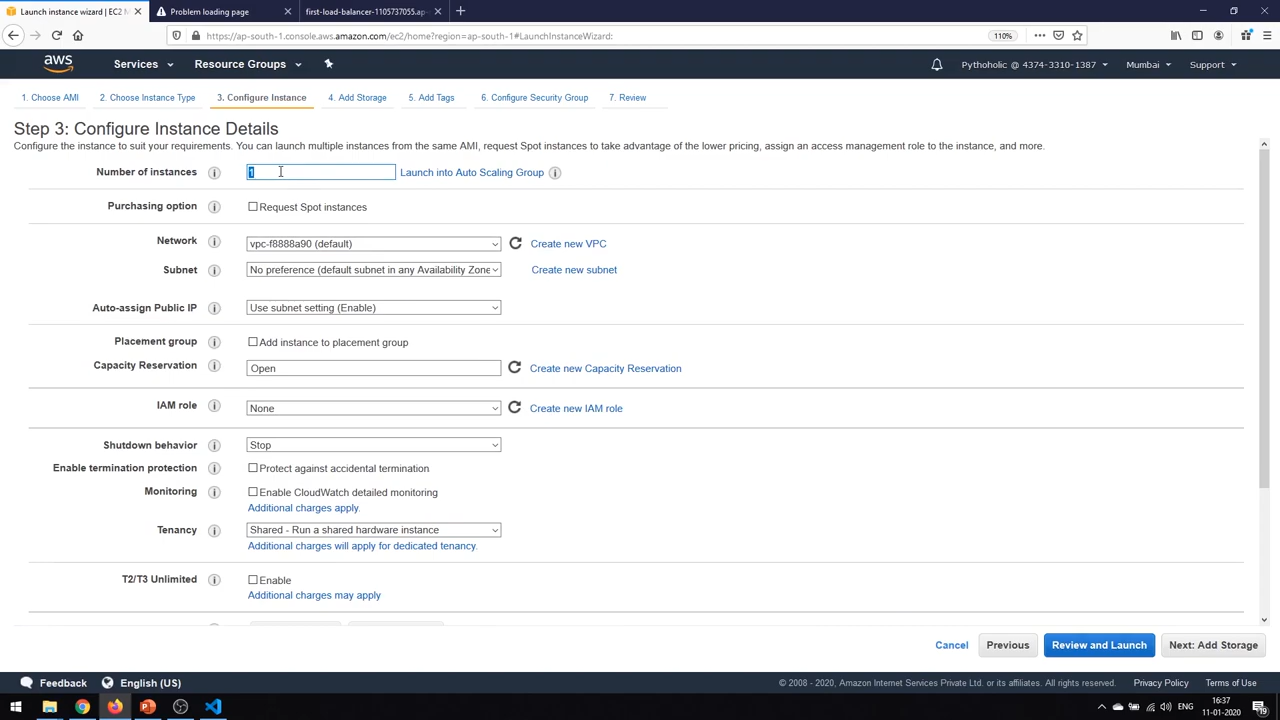 Launch instance wizard | EC2 M
Problem loading page
first-load-balancer-1105737055.ap-
https://ap-south-1.console.aws.amazon.com/ec2/home?region=ap-south-1#LaunchInstanceWizard:
110%
aws
Services
Resource Groups
Pythoholic @ 4374-3310-1387
Mumbai
Support
1. Choose AMI
2. Choose Instance Type
3. Configure Instance
4. Add Storage
5. Add Tags
6. Configure Security Group
7. Review
Step 3: Configure Instance Details
Configure the instance to suit your requirements. You can launch multiple instances from the same AMI, request Spot instances to take advantage of the lower pricing, assign an access management role to the instance, and more.
Number of instances
1
Launch into Auto Scaling Group
Purchasing option
Request Spot instances
Network
vpc-f8888a90 (default)
Create new VPC
Subnet
No preference (default subnet in any Availability Zone
Create new subnet
Auto-assign Public IP
Use subnet setting (Enable)
Placement group
Add instance to placement group
Capacity Reservation
Open
Create new Capacity Reservation
IAM role
None
Create new IAM role
Shutdown behavior
Stop
Enable termination protection
Protect against accidental termination
Monitoring
Enable CloudWatch detailed monitoring
Additional charges apply.
Tenancy
Shared - Run a shared hardware instance
Additional charges will apply for dedicated tenancy.
T2/T3 Unlimited
Enable
Additional charges may apply
Cancel
Previous
Review and Launch
Next: Add Storage
Feedback
English (US)
© 2008 - 2020, Amazon Internet Services Private Ltd. or its affiliates. All rights reserved.
Privacy Policy
Terms of Use
ENG
16:37
11-01-2020
19